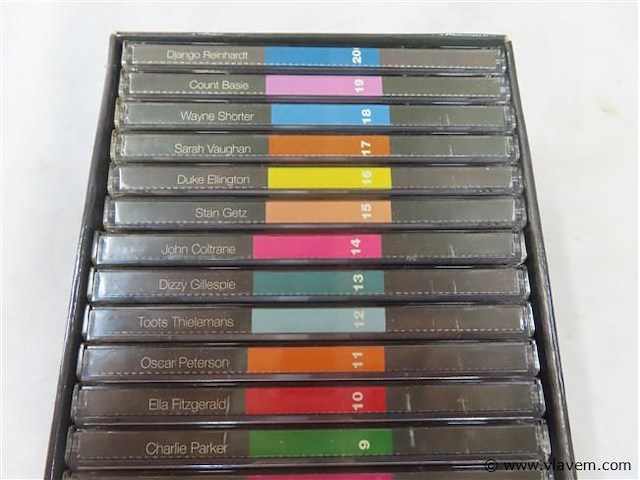 Django Reinhardt 20
Count Basie 19
Wayne Shorter 18
Sarah Vaughan 17
Duke Ellington 16
Stan Getz 15
John Coltrane 14
Dizzy Gillespie 13
Toots Thielemans 12
Oscar Peterson 11
Ella Fitzgerald 10
Charlie Parker 9
© www.vlavem.com